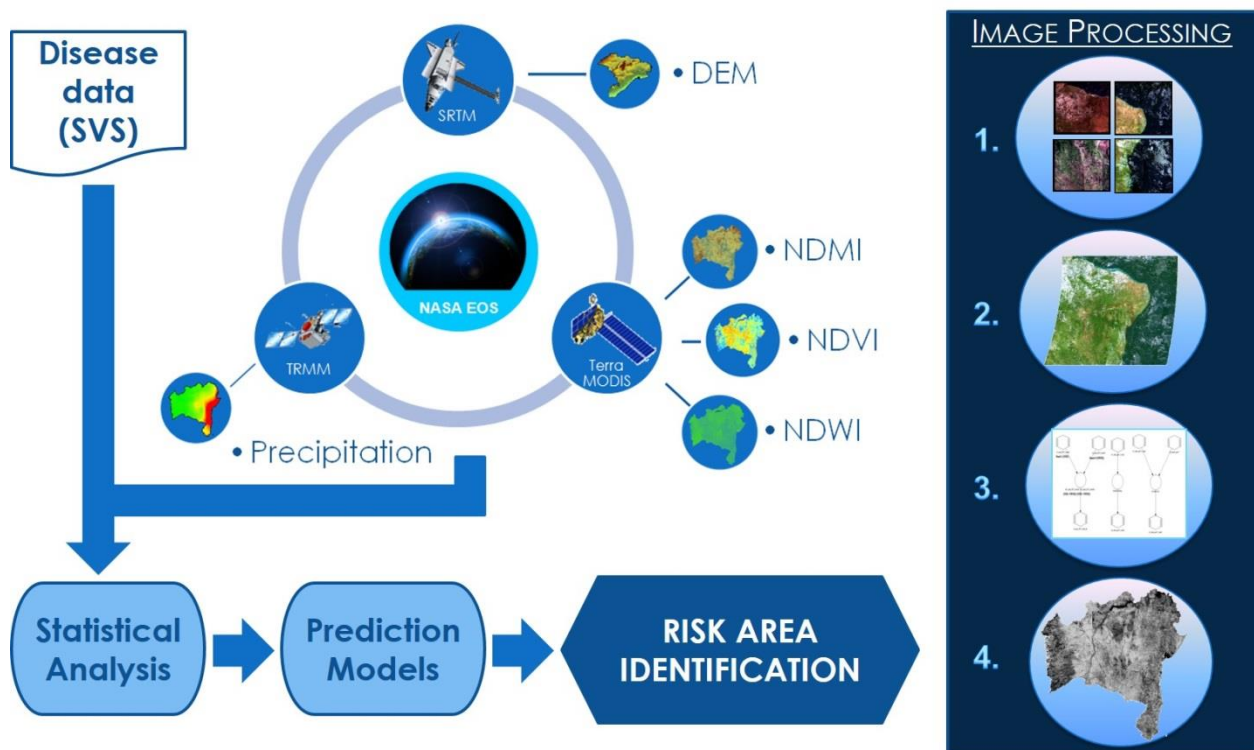 Disease
data
(SVS)
SRTM
• DEM
NASA EOS
• NDMI
• NDVI
• NDWI
Terra
MODIS
TRMM
• Precipitation
Statistical
Analysis
Prediction
Models
RISK AREA
IDENTIFICATION
IMAGE PROCESSING
1.
2.
3.
4.